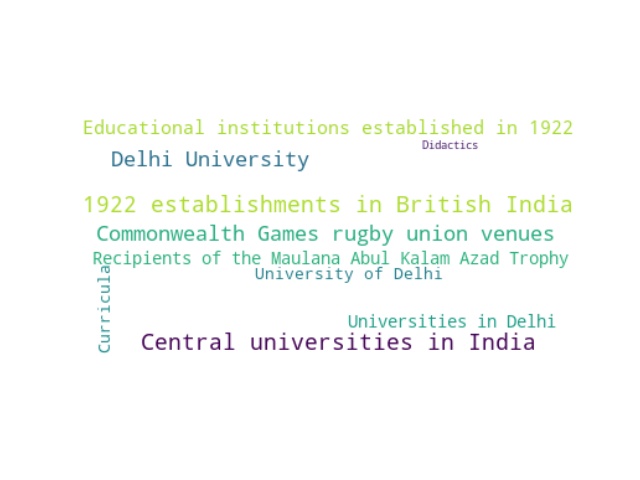 Educational institutions established in 1922
Didactics
Delhi University
1922 establishments in British India
Commonwealth Games rugby union venues
Recipients of the Maulana Abul Kalam Azad Trophy
University of Delhi
Curricula
Universities in Delhi
Central universities in India